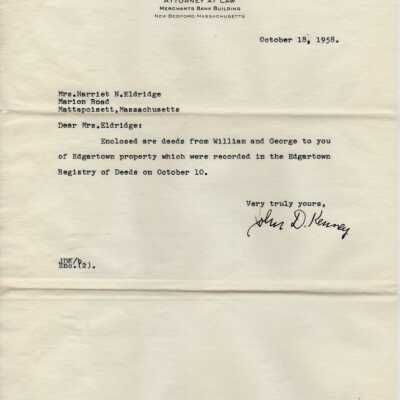 ATTORNEY AT LAW
MERCHANTS BANK BUILDING
NEW BEDFORD, MASSACHUSETTS
October 18, 1958.
Mrs.Harriet N.Eldridge
Marion Road
Mattapoisett,Massachusetts
Dear Mrs.Eldridge:
Enclosed are deeds from William and George to you
of Edgartown property which were recorded in the Edgartown
Registry of Deeds on October 10.
Very truly yours,
John D. Kenney
JDK/b
Enc.(2).